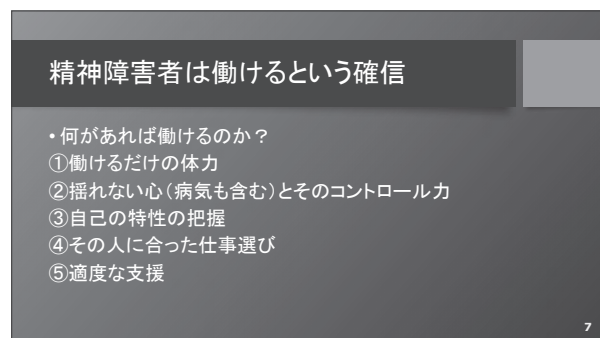 精神障害者は働けるという確信
•何があれば働けるのか？
①働けるだけの体力
②揺れない心（病気も含む）とそのコントロール力
③自己の特性の把握
④その人に合った仕事選び
⑤適度な支援
7